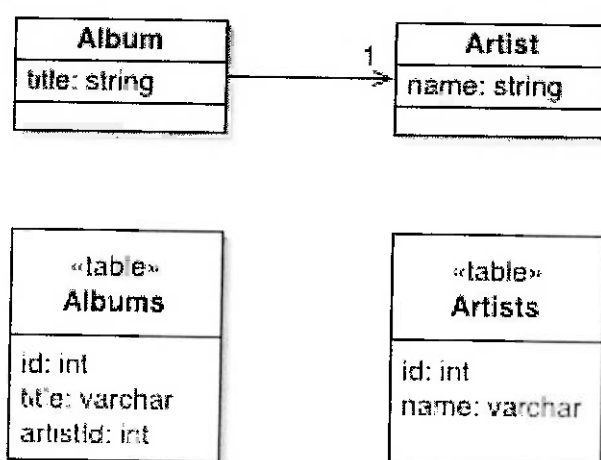 Album
title: string
1
Artist
name: string
«table»
Albums
id: int
title: varchar
artistId: int
«table»
Artists
id: int
name: varchar